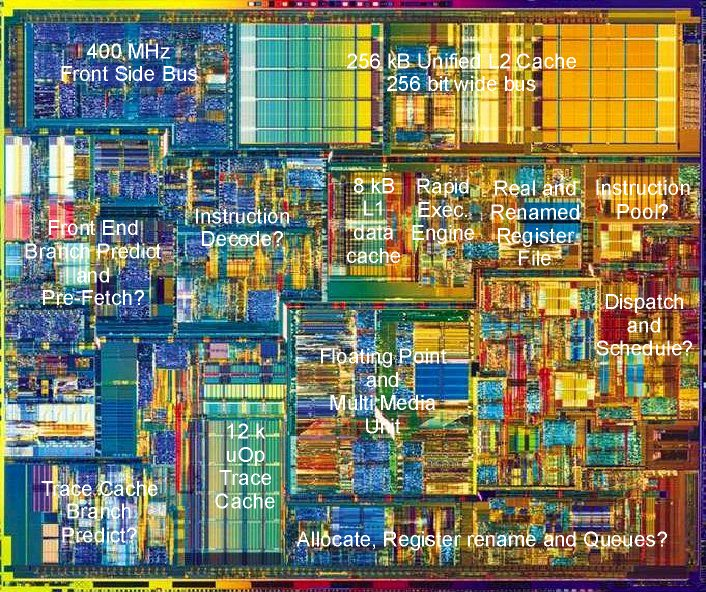 400 MHz
Front Side Bus
256 kB Unified L2 Cache
256 bit wide bus
Front End
Branch Predict
and
Pre-Fetch?
Instruction
Decode?
8 kB
L1
data
cache
Rapid
Exec.
Engine
Real and
Renamed
Register
File
Instruction
Pool?
Dispatch
and
Schedule?
Floating Point
and
Multi Media
Unit
12 k
uOp
Trace
Cache
Trace Cache
Branch
Predict?
Allocate, Register rename and Queues?